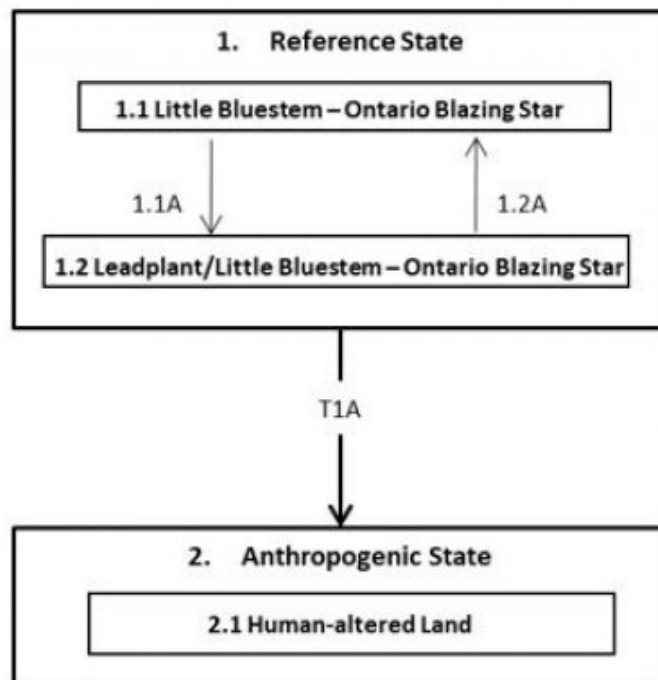 1. Reference State
1.1 Little Bluestem – Ontario Blazing Star
1.1A 1.2A
1.2 Leadplant/Little Bluestem – Ontario Blazing Star
T1A
2. Anthropogenic State
2.1 Human-altered Land